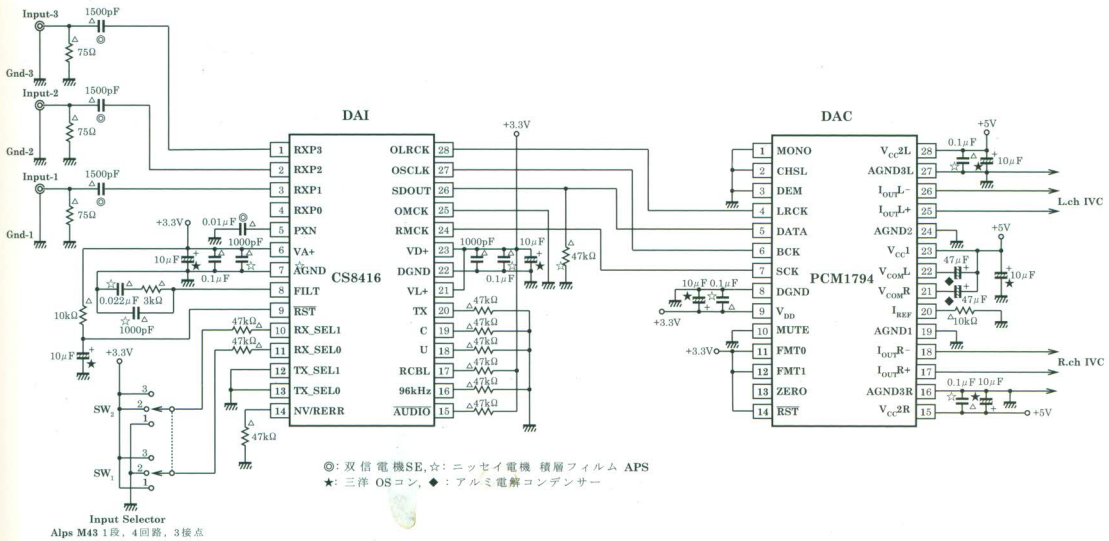 Input-3
1500pF
◎
75Ω
Gnd-3
Input-2
1500pF
◎
75Ω
Gnd-2
Input-1
1500pF
◎
75Ω
Gnd-1
DAI
CS8416
1 RXP3
2 RXP2
3 RXP1
4 RXP0
5 PXN
6 VA+
7 AGND
8 FILT
9 RST
10 RX_SEL1
11 RX_SEL0
12 TX_SEL1
13 TX_SEL0
14 NV/RERR
OLRCK 28
OSCLK 27
SDOUT 26
OMCK 25
RMCK 24
VD+ 23
DGND 22
VL+ 21
TX 20
C 19
U 18
RCBL 17
96kHz 16
AUDIO 15
0.01μF
◎
+3.3V
10μF
★
0.1μF
1000pF
☆
0.022μF
☆
3kΩ
1000pF
☆
10kΩ
10μF
★
47kΩ
47kΩ
47kΩ
+3.3V
SW2
3
2
1
SW1
3
2
1
Input Selector
Alps M43 1段, 4回路, 3接点
+3.3V
1000pF
0.1μF
☆
10μF
★
☆
47kΩ
47kΩ
47kΩ
47kΩ
47kΩ
47kΩ
47kΩ
DAC
PCM1794
1 MONO
2 CHSL
3 DEM
4 LRCK
5 DATA
6 BCK
7 SCK
8 DGND
9 VDD
10 MUTE
11 FMT0
12 FMT1
13 ZERO
14 RST
VCC2L 28
AGND3L 27
IOUTL- 26
IOUTL+ 25
AGND2 24
VCC1 23
VCOML 22
VCOMR 21
IREF 20
AGND1 19
IOUTR- 18
IOUTR+ 17
AGND3R 16
VCC2R 15
10μF
★
0.1μF
☆
+3.3V
+3.3V
+5V
0.1μF
☆
10μF
★
L.ch IVC
+5V
47μF
◆
47μF
◆
10μF
★
10kΩ
R.ch IVC
0.1μF
☆
10μF
★
+5V
◎: 双信電機SE, ☆: ニッセイ電機 積層フィルム APS
★: 三洋 OSコン, ◆: アルミ電解コンデンサー